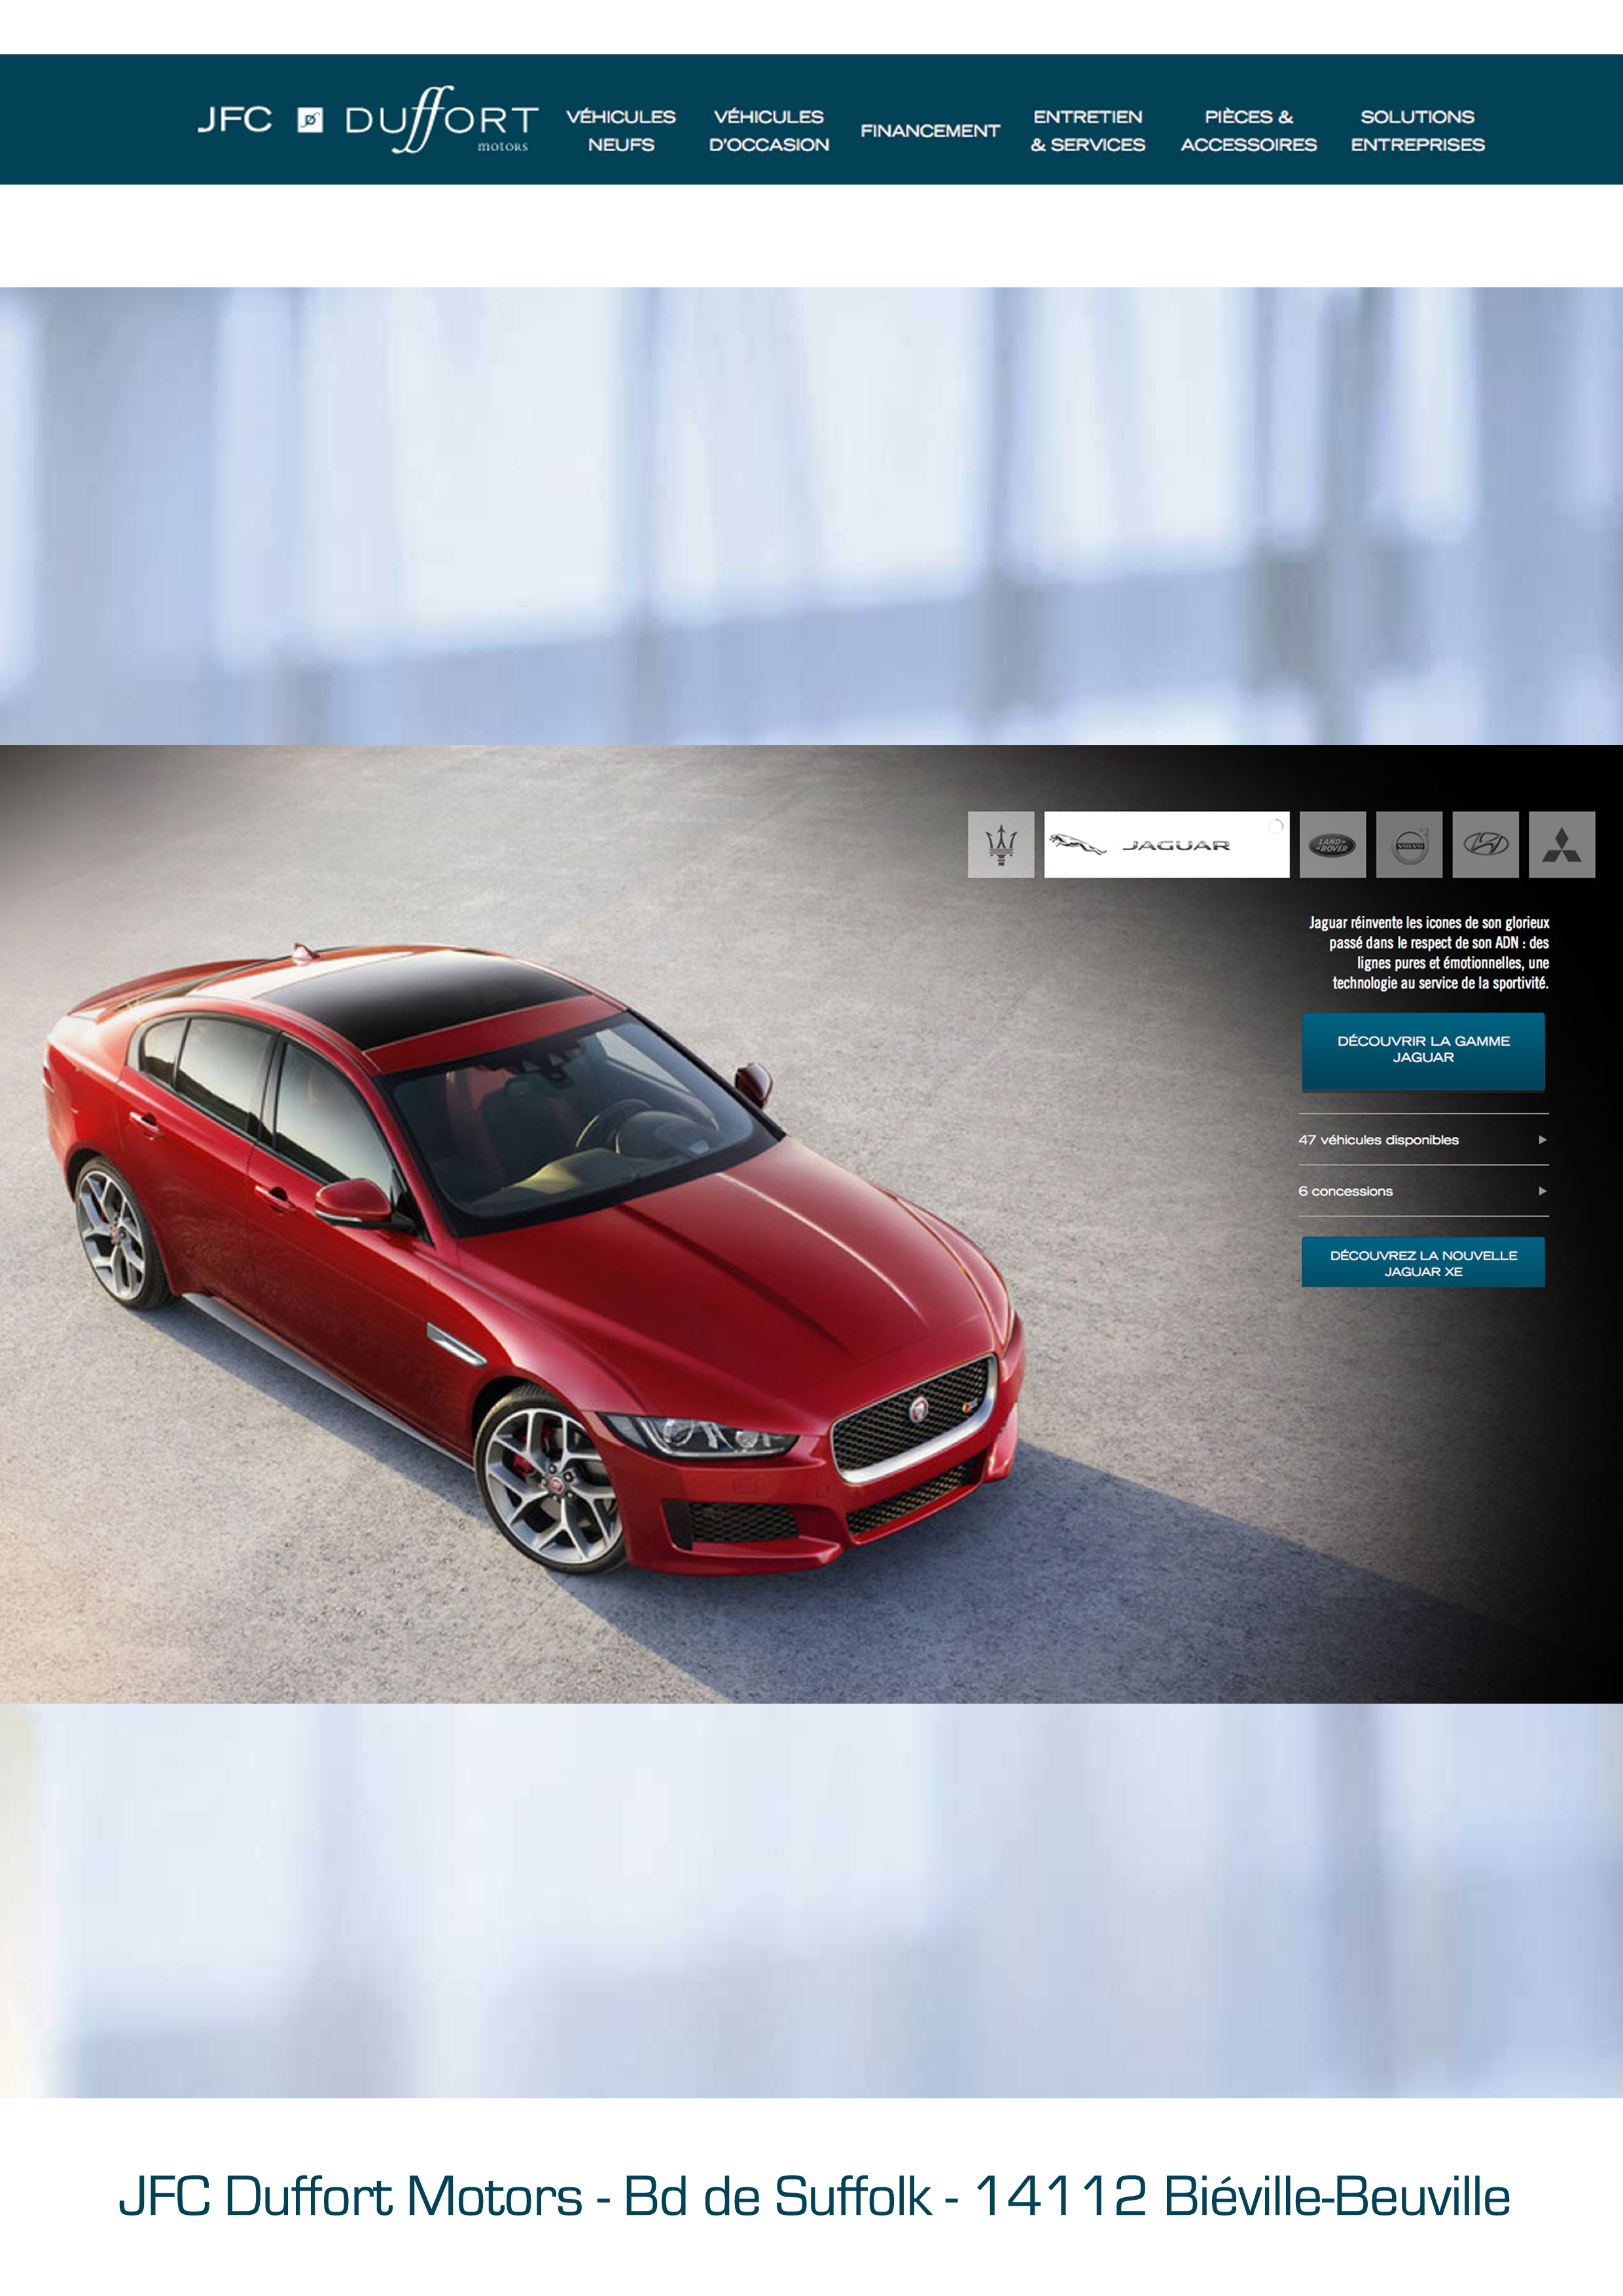 JFC DUffORT
motors
VÉHICULES
NEUFS
VÉHICULES
D'OCCASION
FINANCEMENT
ENTRETIEN
& SERVICES
PIÈCES &
ACCESSOIRES
SOLUTIONS
ENTREPRISES
JAGUAR
LAND-
ROVER
VOLVO
Jaguar réinvente les icones de son glorieux
passé dans le respect de son ADN : des
lignes pures et émotionnelles, une
technologie au service de la sportivité.
DÉCOUVRIR LA GAMME
JAGUAR
47 véhicules disponibles
6 concessions
DÉCOUVREZ LA NOUVELLE
JAGUAR XE
JFC Duffort Motors - Bd de Suffolk - 14112 Biéville-Beuville